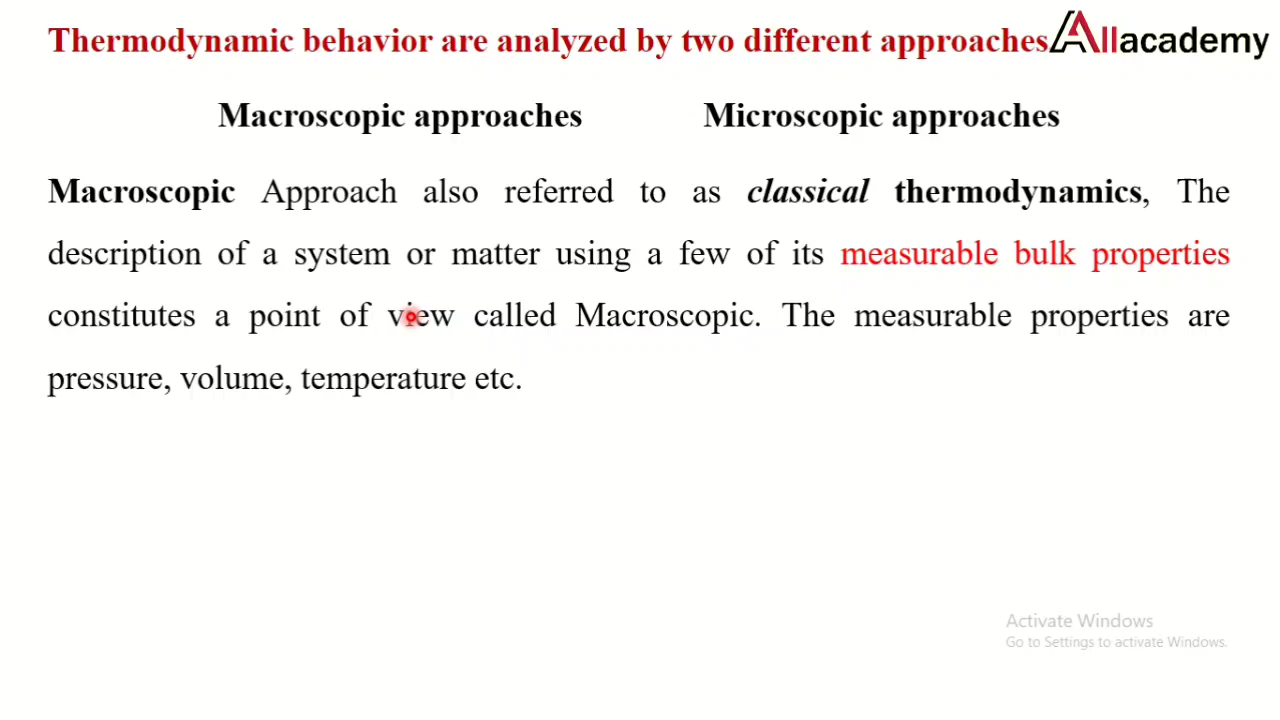 Thermodynamic behavior are analyzed by two different approaches
Allacademy
Macroscopic approaches Microscopic approaches
Macroscopic Approach also referred to as classical thermodynamics, The
description of a system or matter using a few of its measurable bulk properties
constitutes a point of view called Macroscopic. The measurable properties are
pressure, volume, temperature etc.
Activate Windows
Go to Settings to activate Windows.